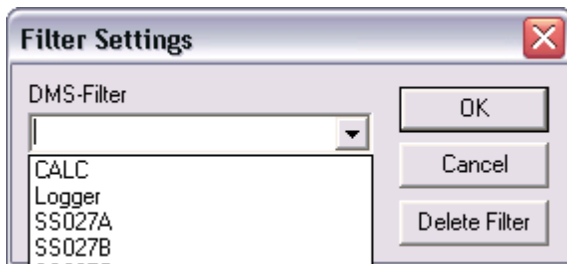 Filter Settings
DMS-Filter
OK
CALC
Cancel
Logger
SS027A
Delete Filter
SS027B